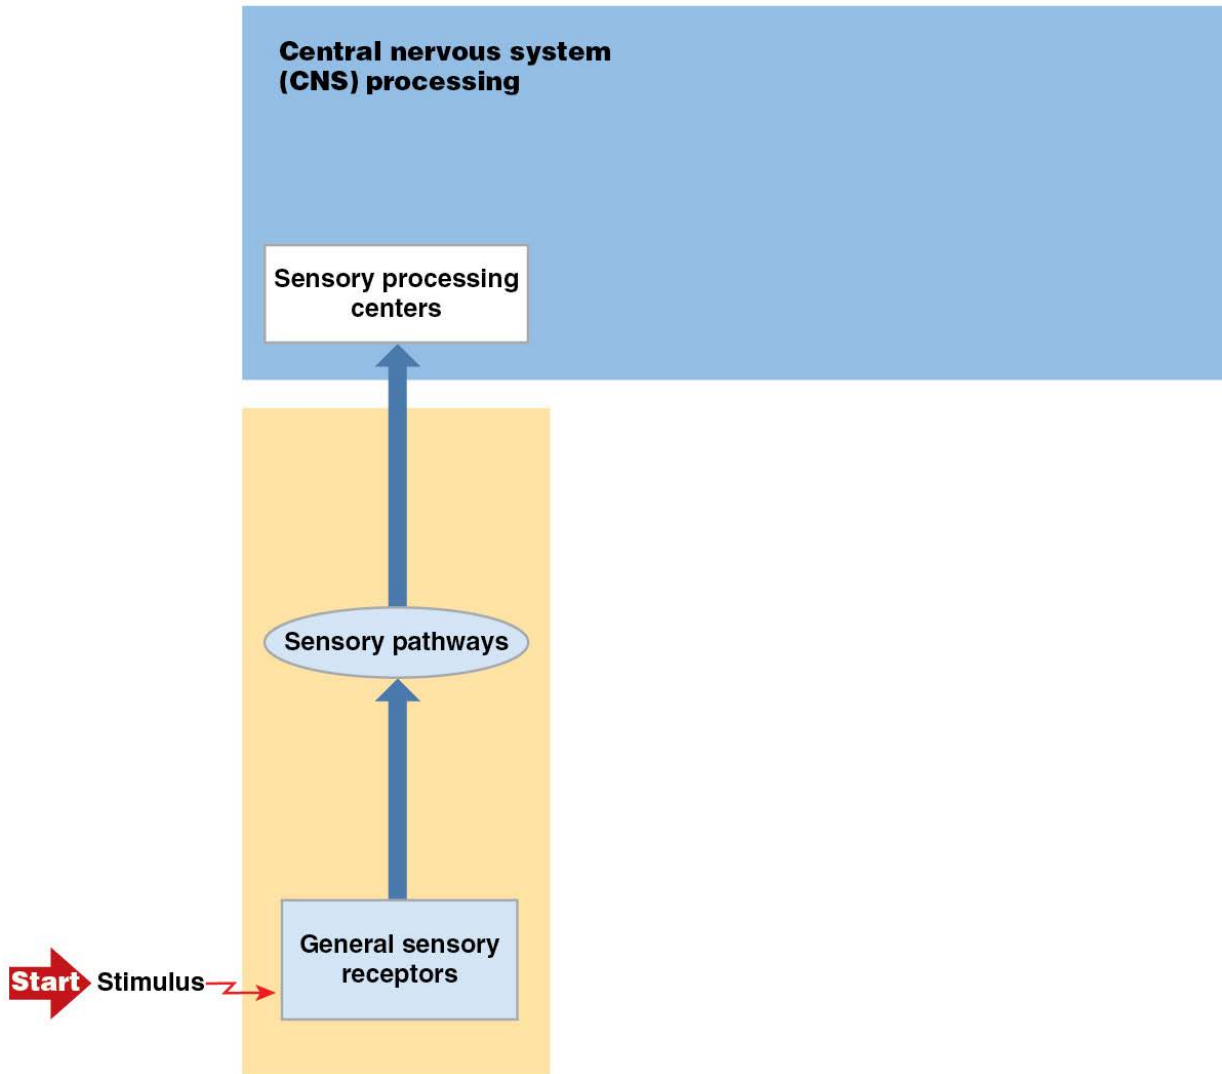 Central nervous system
(CNS) processing
Sensory processing
centers
Sensory pathways
General sensory
receptors
Start Stimulus